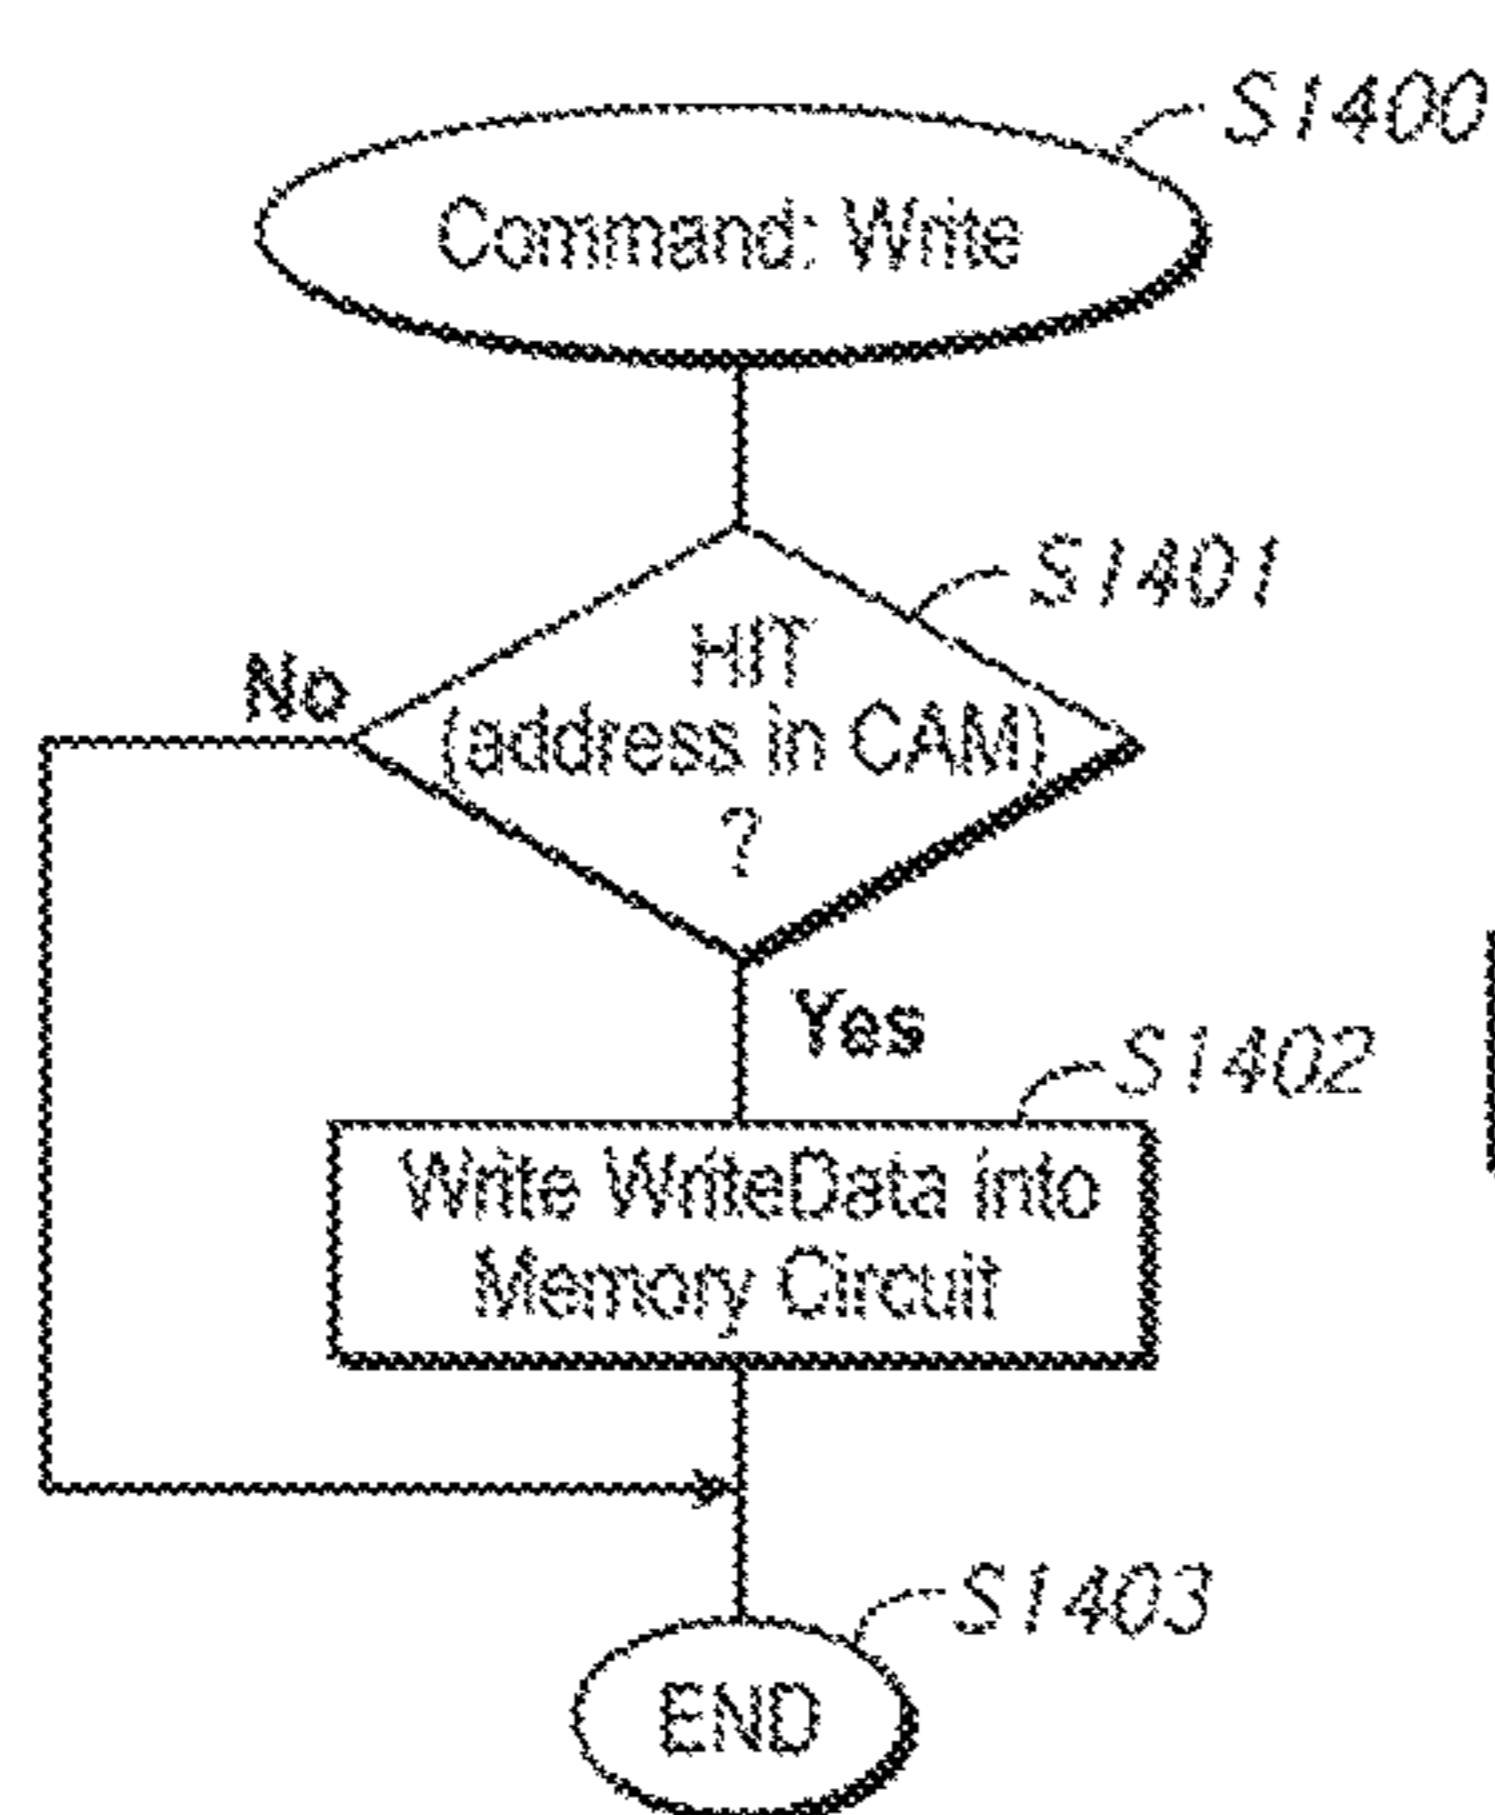 S1400
Command: Write
S1401
HIT
No
(address in CAM)
?
Yes
S1402
Write WriteData into
Memory Circuit
S1403
END